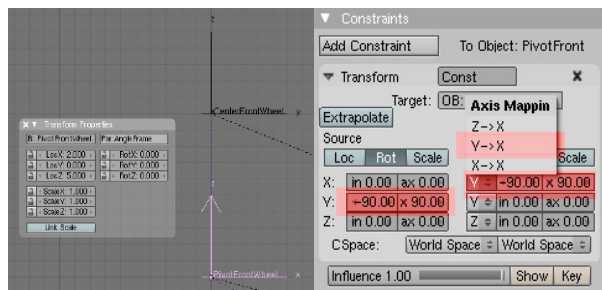 z
CenterFrontWheel y
Transform Properties
Par: AngleFrame
LocX: 2.000 RotX: 0.000
LocY: 0.000 RotY: 0.000
LocZ: 0.000 RotZ: 0.000
ScaleX: 1.000
ScaleY: 1.000
ScaleZ: 1.000
Link Scale
z
PivotFrontWheel x
Constraints
Add Constraint To Object: PivotFront
Transform Const x
Target: OB:
Axis Mappin
Extrapolate
Z->X
Source
Y->X
Loc Rot Scale
X->X
Scale
X: in 0.00 ax 0.00 Y -90.00 x 90.00
Y: -90.00 x 90.00 in 0.00 ax 0.00
Z: in 0.00 ax 0.00 Z in 0.00 ax 0.00
CSpace: World Space World Space
Influence 1.00 Show Key